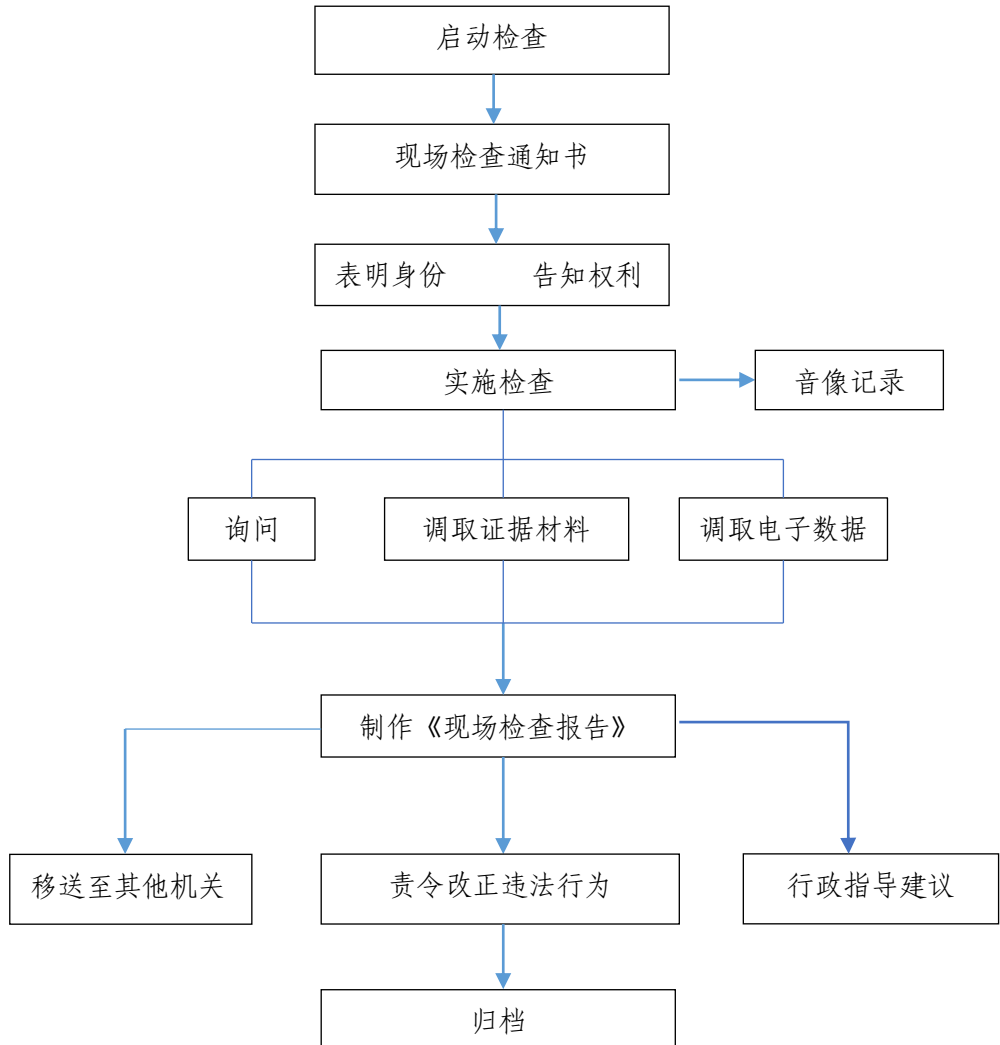 启动检查
现场检查通知书
表明身份 告知权利
实施检查
音像记录
询问
调取证据材料
调取电子数据
制作《现场检查报告》
移送至其他机关
责令改正违法行为
行政指导建议
归档